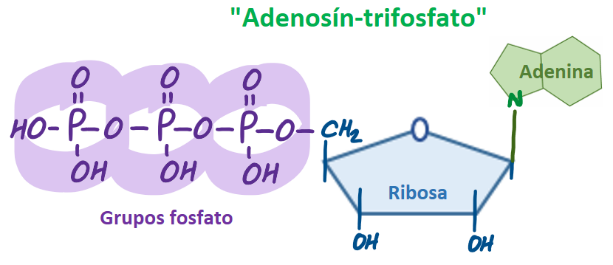 "Adenosín-trifosfato"
Adenina
N
O O O
HO-P-O-P-O-P-O-CH₂ O
OH OH OH
Ribosa
Grupos fosfato
OH OH